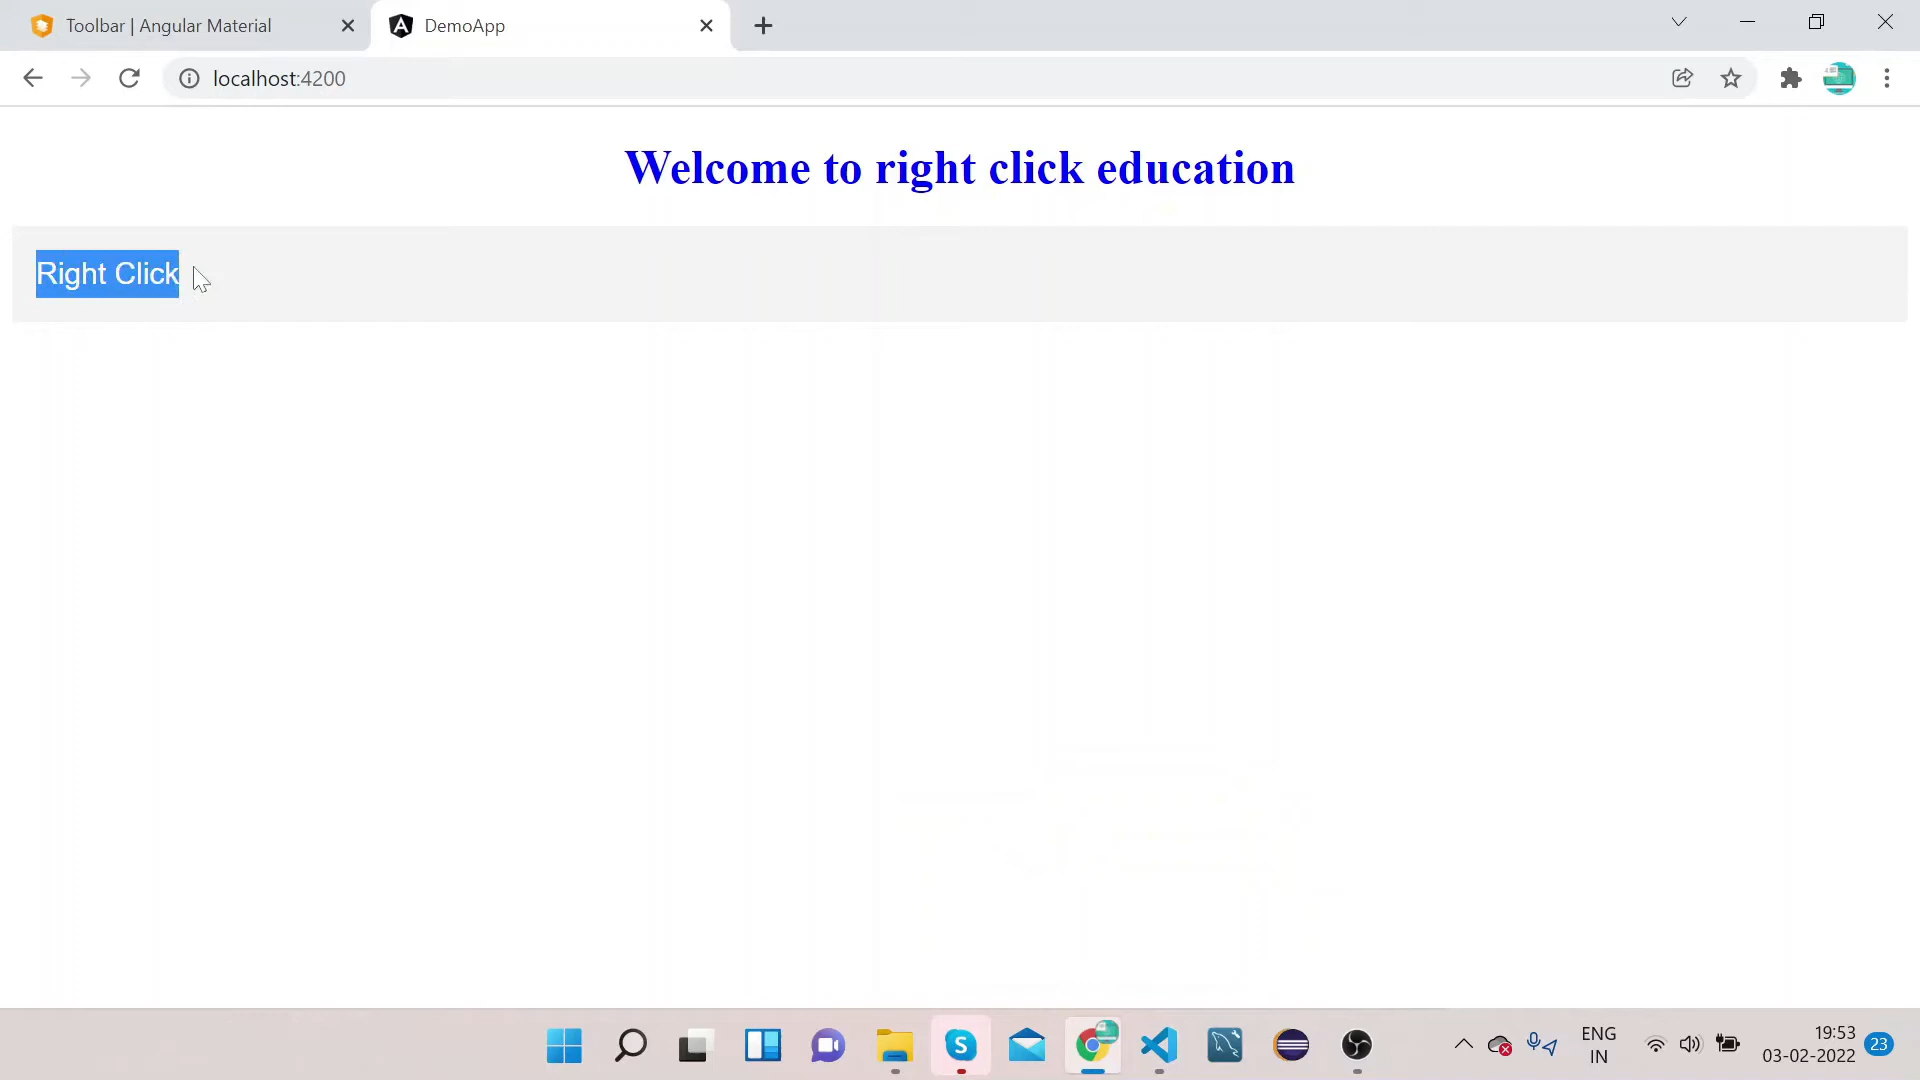 Toolbar | Angular Material
DemoApp
localhost:4200
Welcome to right click education
Right Click
S
ENG
IN
19:53
03-02-2022
23